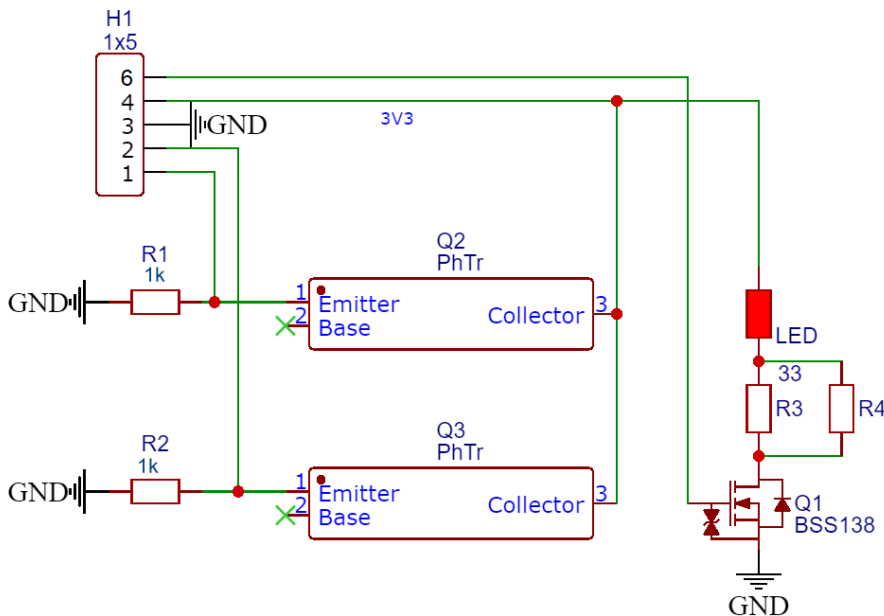 H1
1x5
6
4
3
2
1
GND
3V3
R1
1k
GND
Q2
PhTr
1
2
Emitter
Base
Collector
3
LED
33
R3
R4
R2
1k
GND
Q3
PhTr
1
2
Emitter
Base
Collector
3
Q1
BSS138
GND